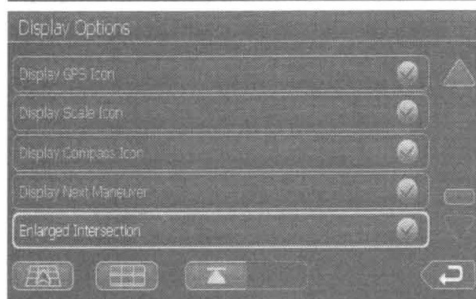 Display Options
Display GPS Icon
Display Scale Icon
Display Compass Icon
Display Next Maneuver
Enlarged Intersection